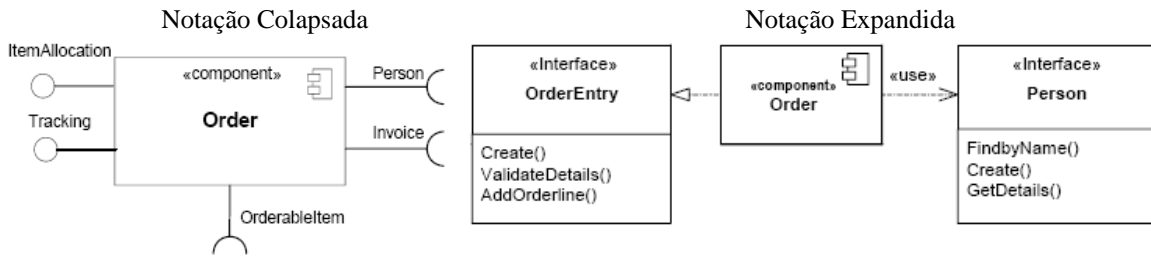 Notação Colapsada
ItemAllocation
Tracking
«component»
Order
Person
Invoice
OrderableItem
Notação Expandida
«Interface»
OrderEntry
Create()
ValidateDetails()
AddOrderline()
«component»
Order
«use»
«Interface»
Person
FindbyName()
Create()
GetDetails()